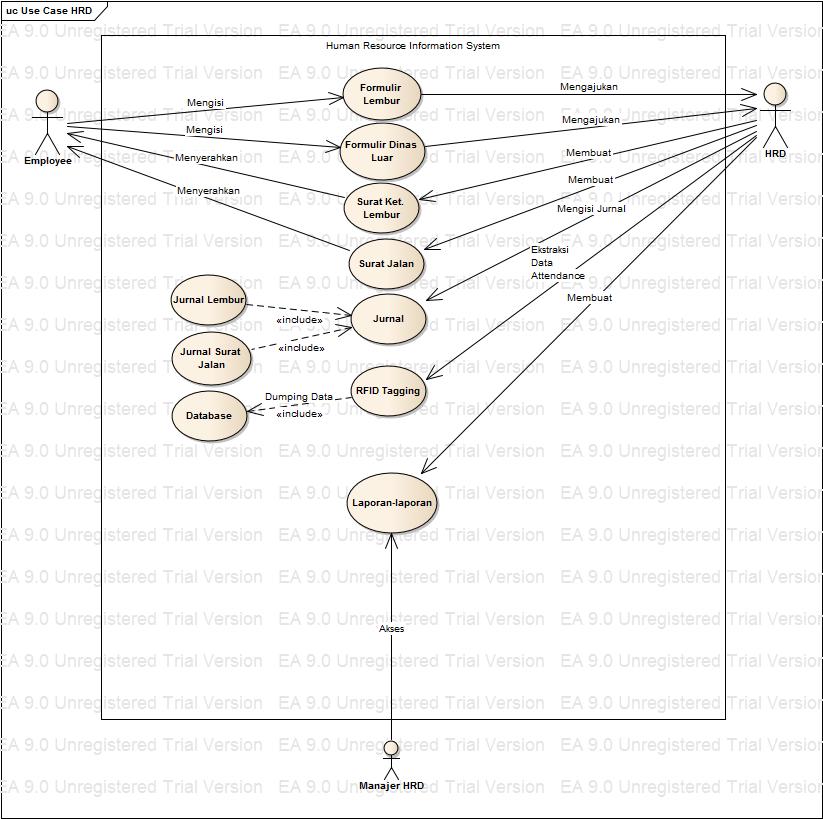 uc Use Case HRD
EA 9.0 Unregistered Trial Version
Human Resource Information System
Formulir
Lembur
Mengajukan
Mengisi
Employee
HRD
Mengisi
Formulir Dinas
Luar
Mengajukan
Menyerahkan
Membuat
Surat Ket.
Lembur
Menyerahkan
Membuat
Mengisi Jurnal
Surat Jalan
Ekstraksi
Data
Attendance
Jurnal Lembur
«include»
Jurnal
Membuat
Jurnal Surat
Jalan
«include»
RFID Tagging
Dumping Data
«include»
Database
Laporan-laporan
Akses
Manajer HRD